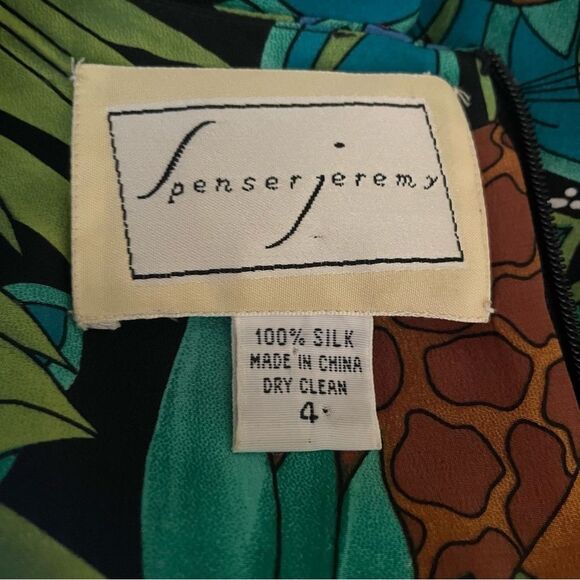 Spenser jeremy
100% SILK
MADE IN CHINA
DRY CLEAN
4